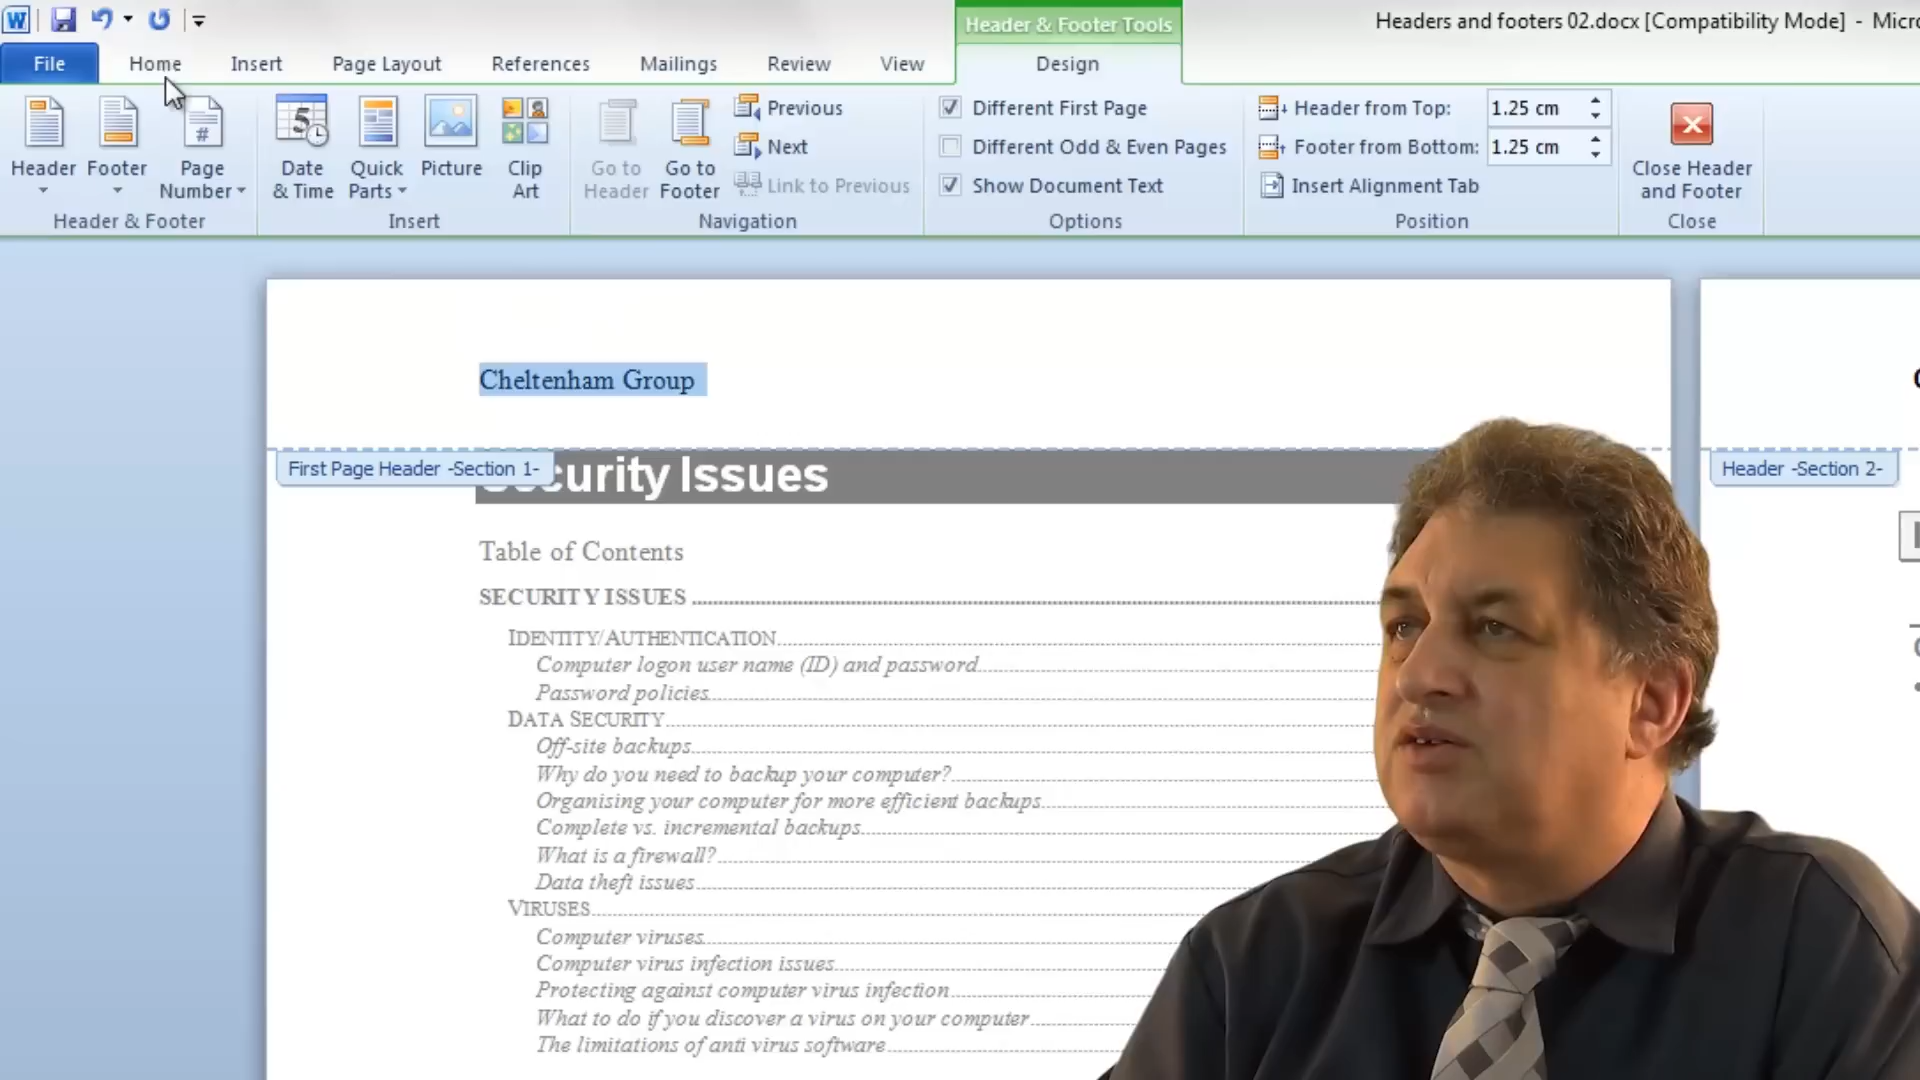 Header & Footer Tools
Headers and footers 02.docx [Compatibility Mode] - Micro
File Home Insert Page Layout References Mailings Review View Design
Header
Footer
Page
Number
Header & Footer
5
Date
& Time
Quick
Parts
Picture
Clip
Art
Insert
Go to
Header
Go to
Footer
Previous
Next
Link to Previous
Navigation
Different First Page
Different Odd & Even Pages
Show Document Text
Options
Header from Top: 1.25 cm
Footer from Bottom: 1.25 cm
Insert Alignment Tab
Position
Close Header
and Footer
Close
Cheltenham Group
First Page Header -Section 1-
curity Issues
Header -Section 2-
Table of Contents
SECURITY ISSUES
IDENTITY/AUTHENTICATION
Computer logon user name (ID) and password
Password policies
DATA SECURITY
Off-site backups
Why do you need to backup your computer?
Organising your computer for more efficient backups
Complete vs. incremental backups
What is a firewall?
Data theft issues
VIRUSES
Computer viruses
Computer virus infection issues
Protecting against computer virus infection
What to do if you discover a virus on your computer
The limitations of anti virus software